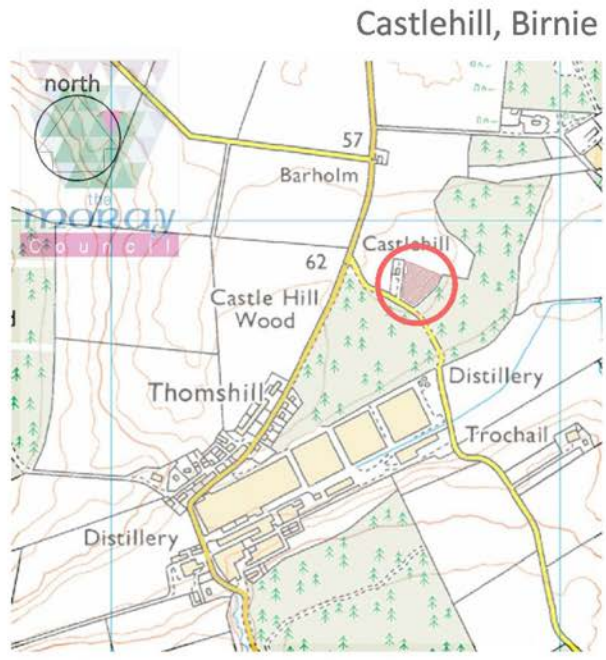 Castlehill, Birnie
north
the
moray
Council
57
Barholm
Castlehill
62
Castle Hill
Wood
Thomshill
Distillery
Trochail
Distillery